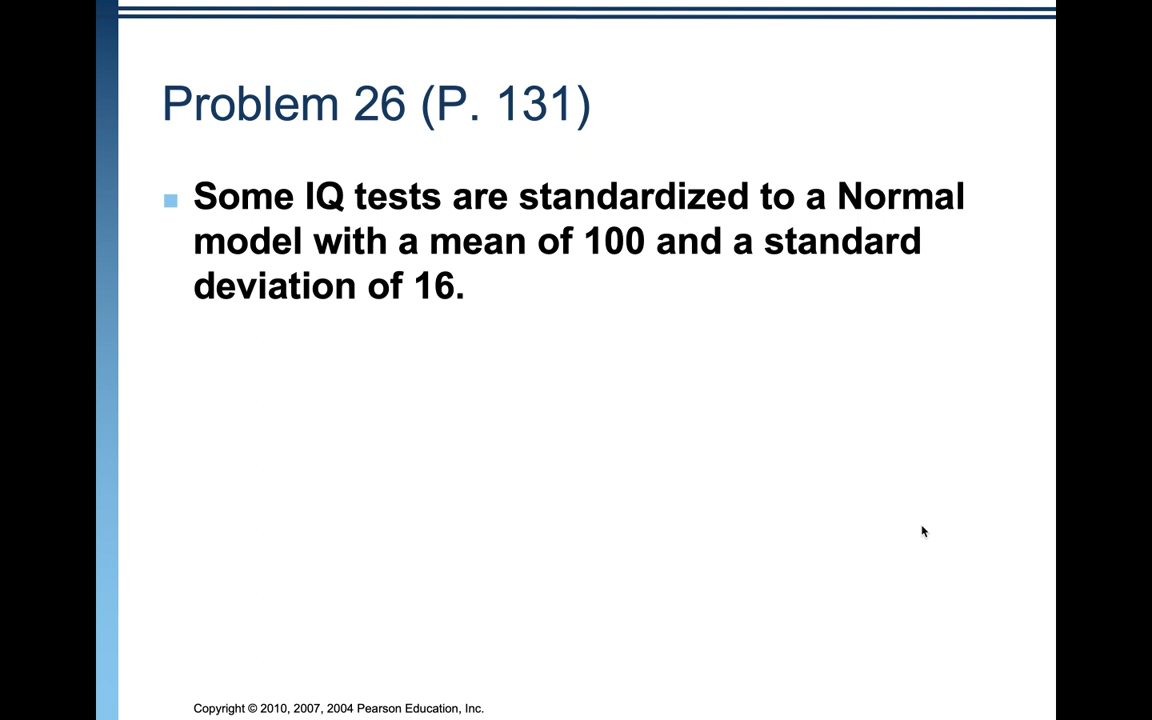 Problem 26 (P. 131)
Some IQ tests are standardized to a Normal
model with a mean of 100 and a standard
deviation of 16.
Copyright © 2010, 2007, 2004 Pearson Education, Inc.